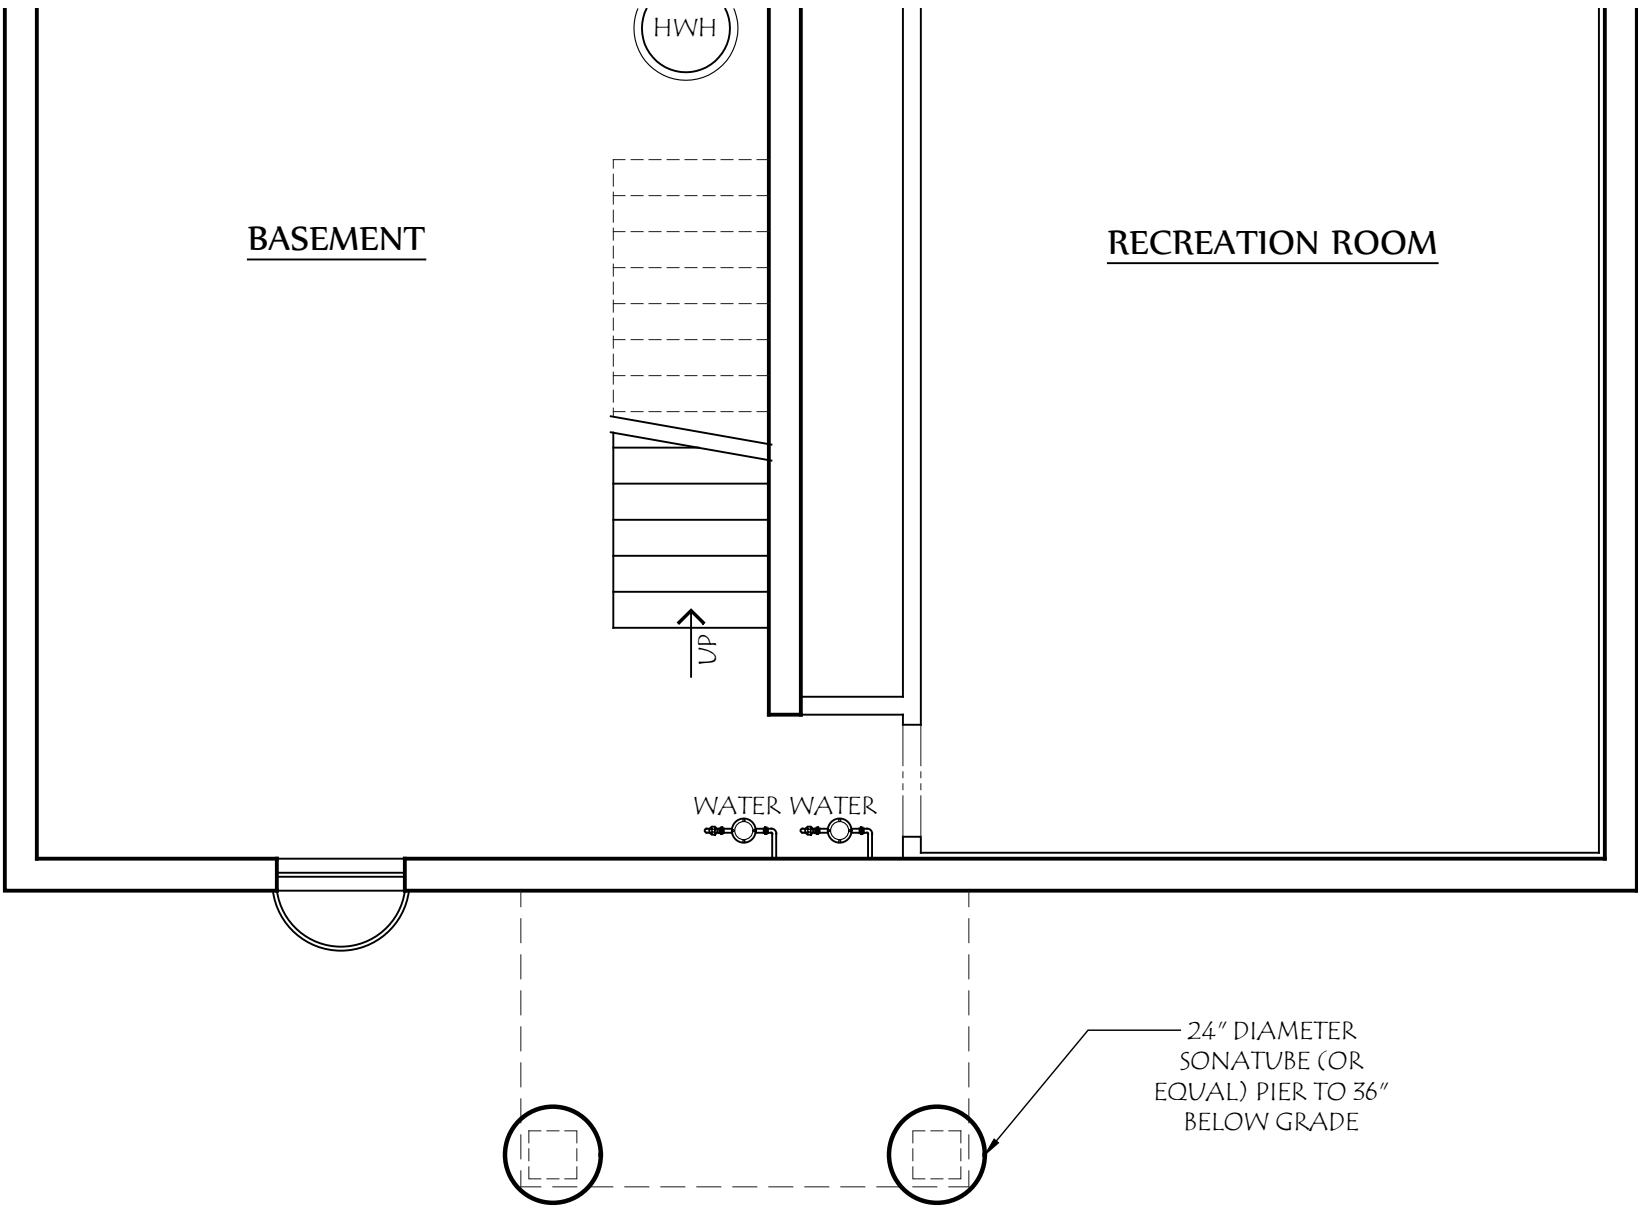 HWH
BASEMENT
RECREATION ROOM
UP
WATER WATER
24" DIAMETER
SONATUBE (OR
EQUAL) PIER TO 36"
BELOW GRADE